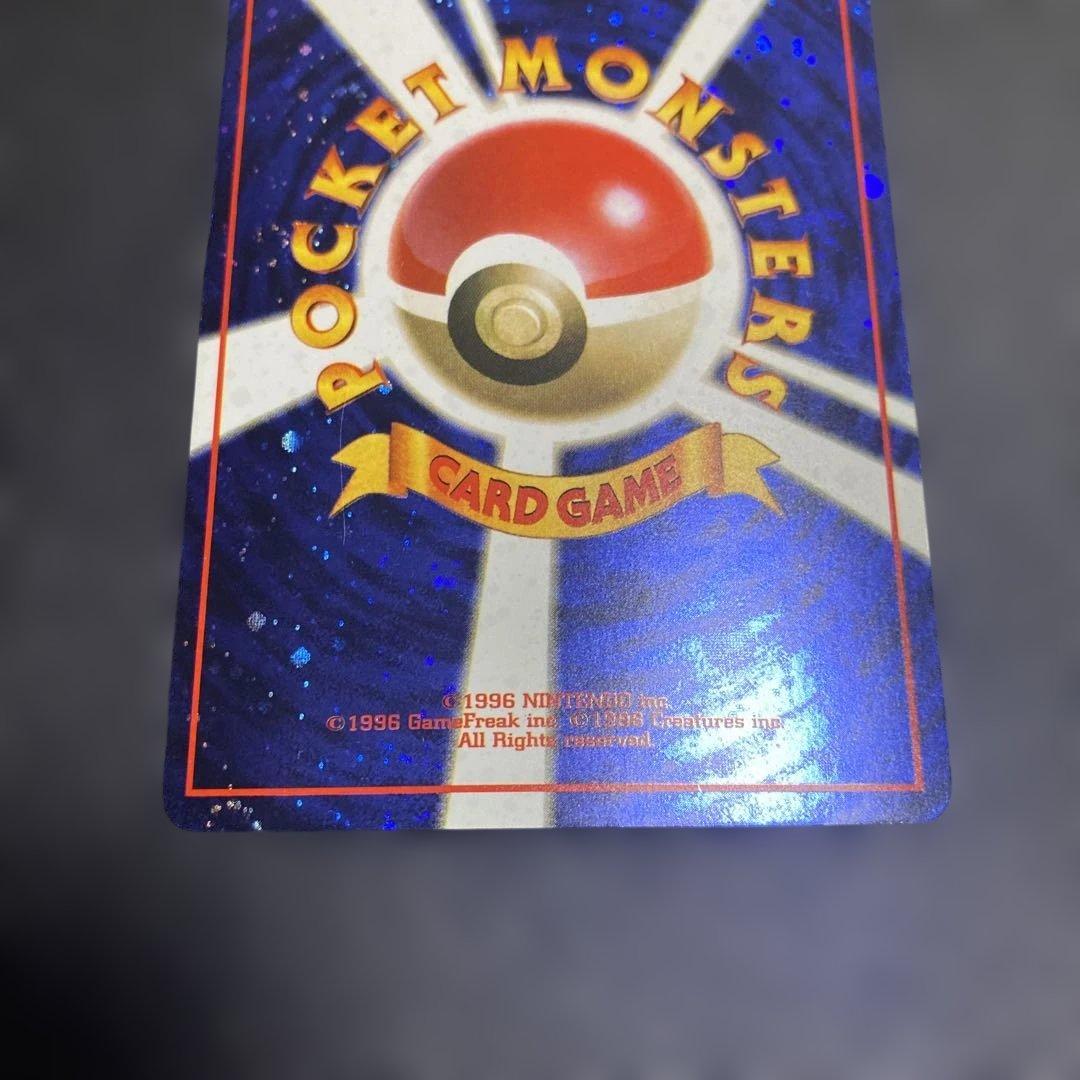 POCKET MONSTERS
CARD GAME
©1996 NINTENDO inc.
©1996 GameFreak inc. ©1996 Creatures inc.
All Rights reserved.